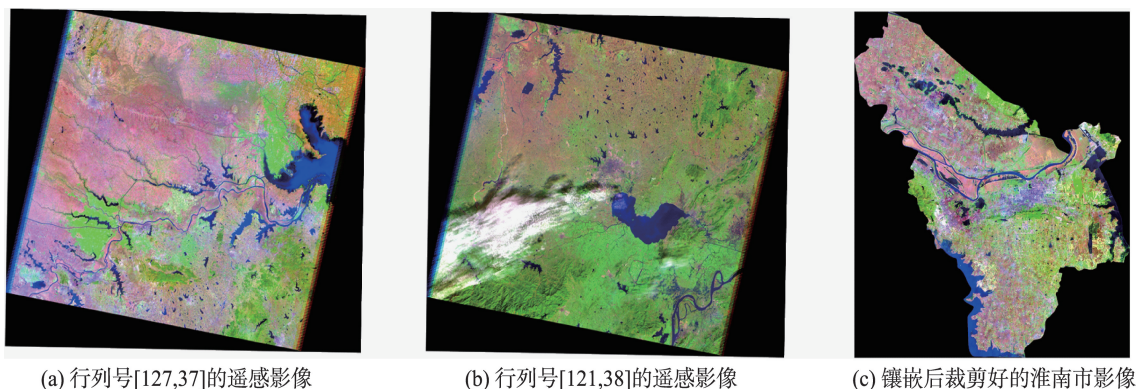 (a) 行列号[127,37]的遥感影像
(b) 行列号[121,38]的遥感影像
(c) 镶嵌后裁剪好的淮南市影像